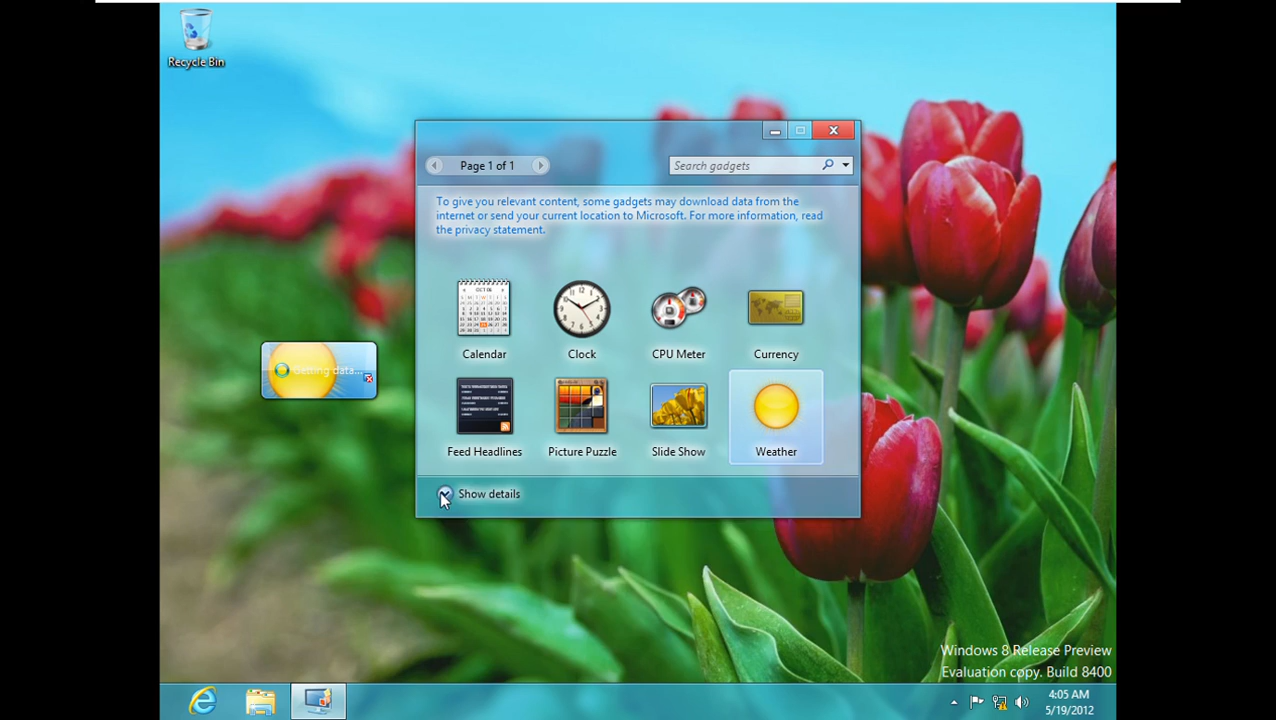 Recycle Bin
Page 1 of 1
Search gadgets
To give you relevant content, some gadgets may download data from the
internet or send your current location to Microsoft. For more information, read
the privacy statement.
Calendar
Clock
CPU Meter
Currency
Getting data...
Feed Headlines
Picture Puzzle
Slide Show
Weather
Show details
Windows 8 Release Preview
Evaluation copy. Build 8400
4:05 AM
5/19/2012